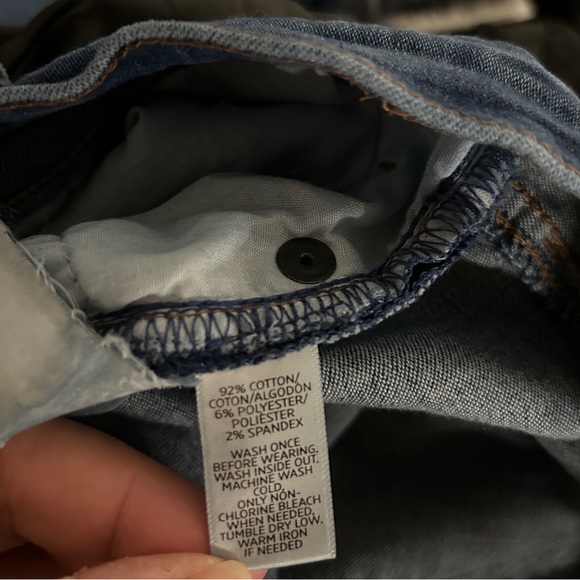 92% COTTON/
COTON/ALGODÓN
6% POLYESTER/
POLIÉSTER
2% SPANDEX
WASH ONCE
BEFORE WEARING,
WASH INSIDE OUT,
MACHINE WASH
COLD,
ONLY NON-
CHLORINE BLEACH
WHEN NEEDED,
TUMBLE DRY LOW,
WARM IRON
IF NEEDED